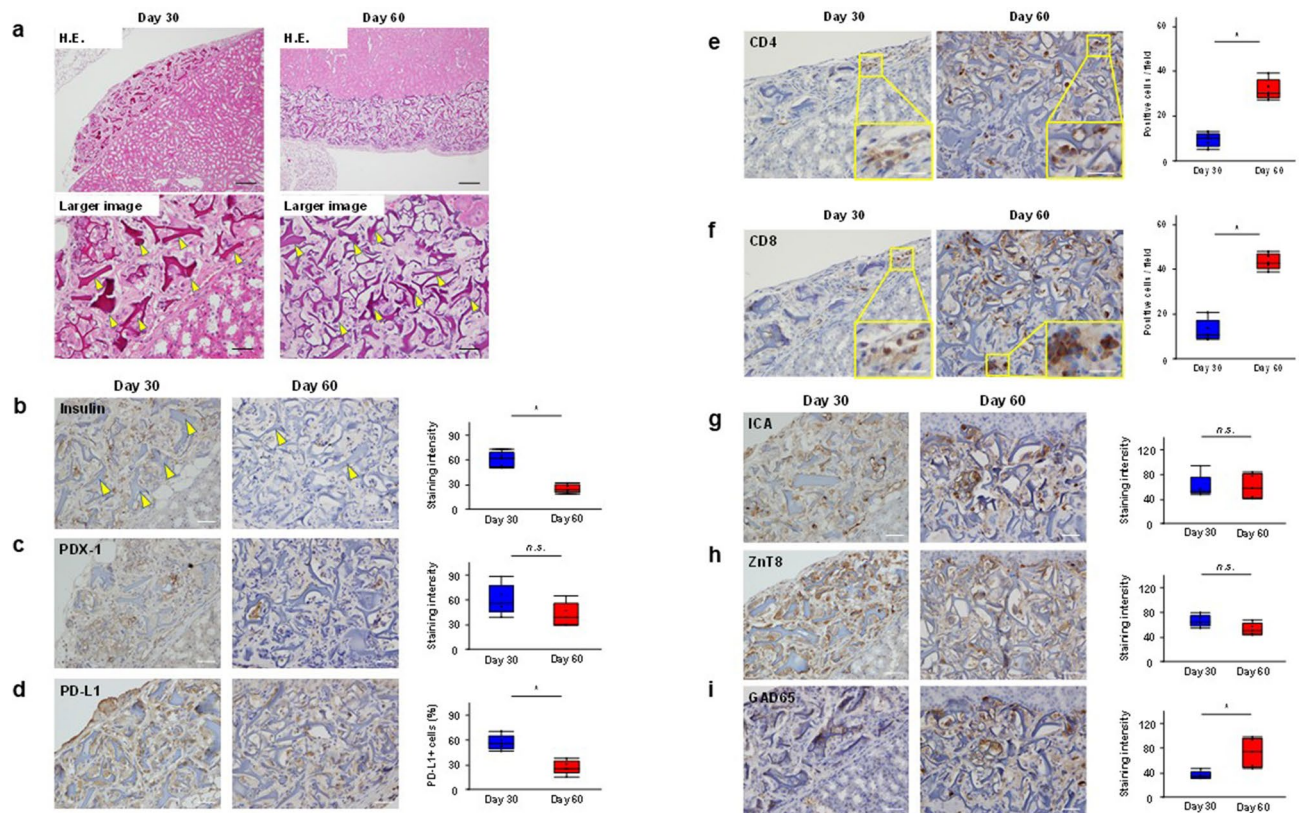 Day 30
Day 60
a
H.E.
H.E.
Larger image
Larger image
Day 30
Day 60
b
Insulin
Staining intensity
90
60
30
0
*
Day 30
Day 60
c
PDX-1
Staining intensity
90
60
30
0
n.s.
Day 30
Day 60
d
PD-L1
PD-L1+ cells (%)
90
60
30
0
*
Day 30
Day 60
Day 30
Day 60
e
CD4
Positive cells / field
60
40
20
0
*
Day 30
Day 60
Day 30
Day 60
f
CD8
Positive cells / field
60
40
20
0
*
Day 30
Day 60
Day 30
Day 60
g
ICA
Staining intensity
120
80
40
0
n.s.
Day 30
Day 60
h
ZnT8
Staining intensity
120
80
40
0
n.s.
Day 30
Day 60
i
GAD65
Staining intensity
120
80
40
0
*
Day 30
Day 60